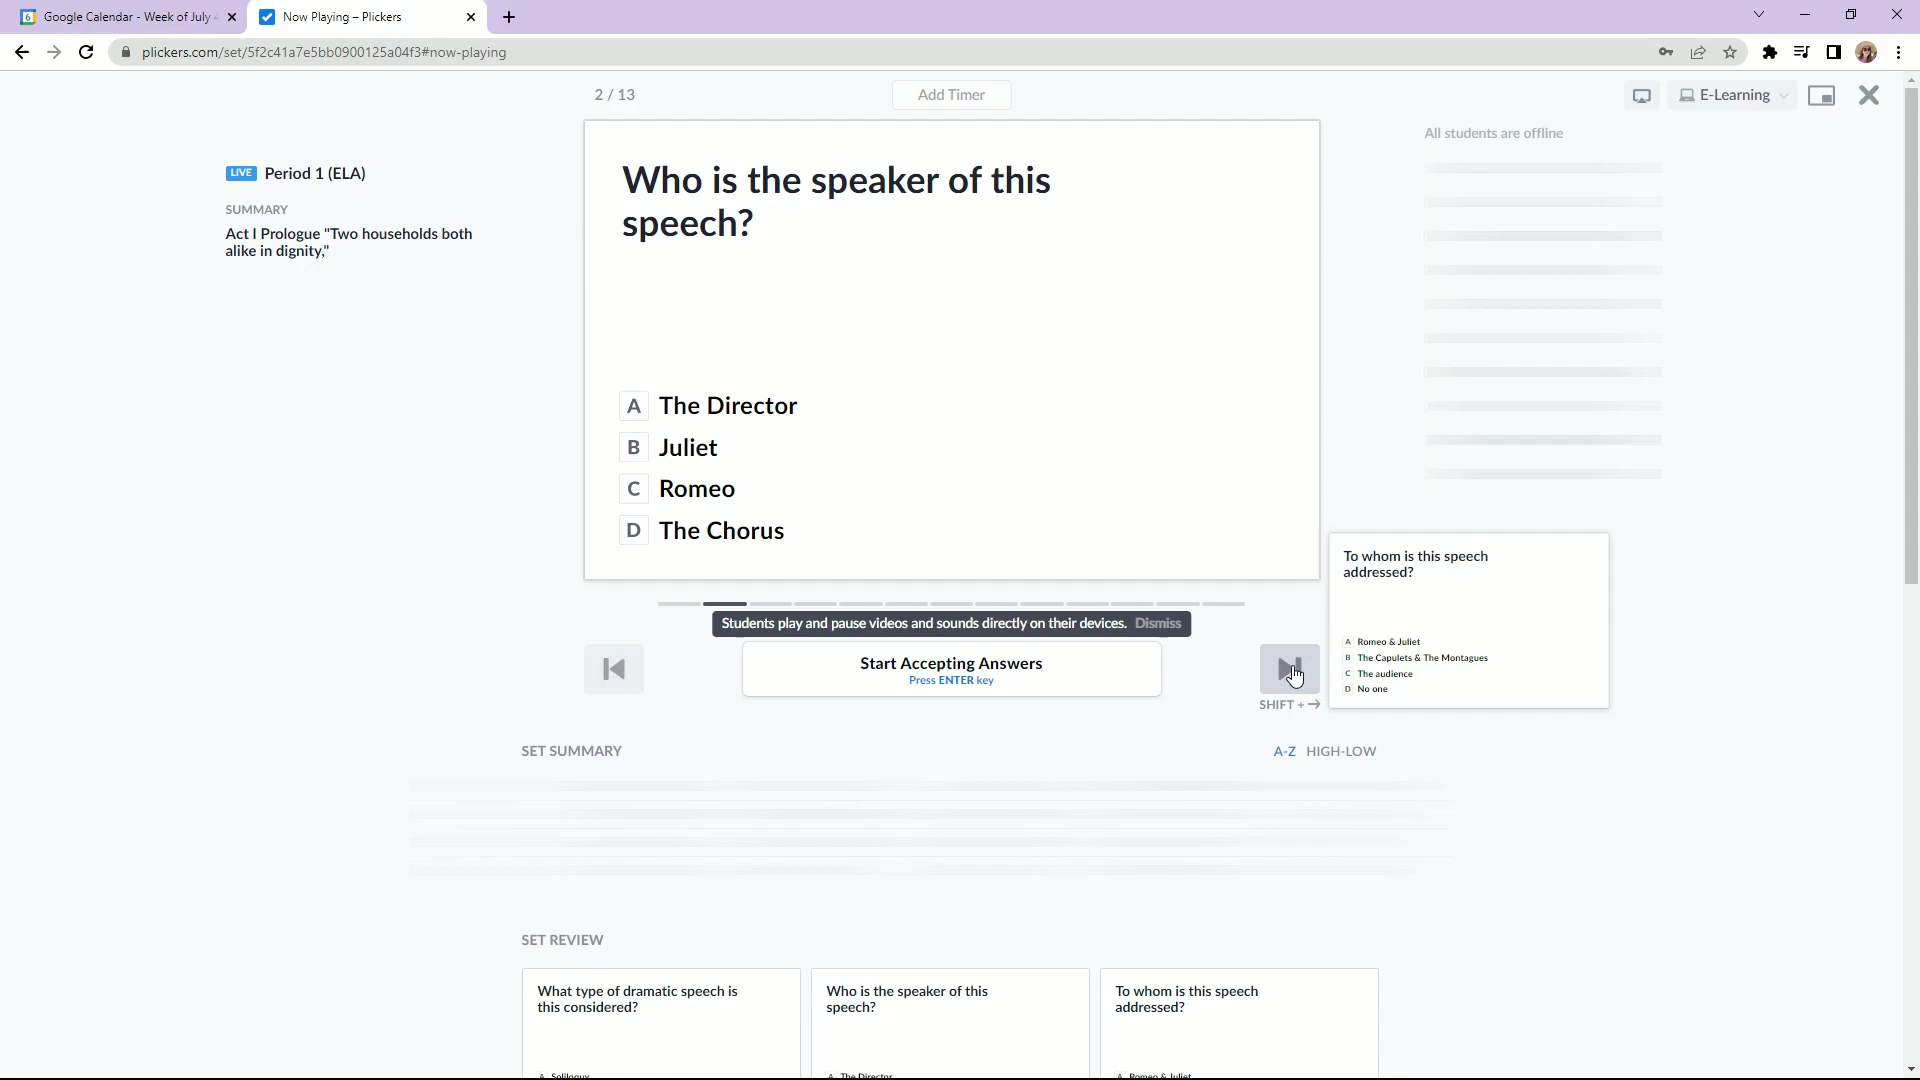 Google Calendar - Week of July
Now Playing – Plickers
plickers.com/set/5f2c41a7e5bb0900125a04f3#now-playing
2 / 13
Add Timer
E-Learning
All students are offline
LIVE Period 1 (ELA)
SUMMARY
Act I Prologue "Two households both
alike in dignity,"
Who is the speaker of this
speech?
A The Director
B Juliet
C Romeo
D The Chorus
To whom is this speech
addressed?
A Romeo & Juliet
B The Capulets & The Montagues
C The audience
D No one
Students play and pause videos and sounds directly on their devices. Dismiss
Start Accepting Answers
Press ENTER key
SHIFT + →
SET SUMMARY
A-Z HIGH-LOW
SET REVIEW
What type of dramatic speech is
this considered?
A Soliloquy
Who is the speaker of this
speech?
A The Director
To whom is this speech
addressed?
A Romeo & Juliet